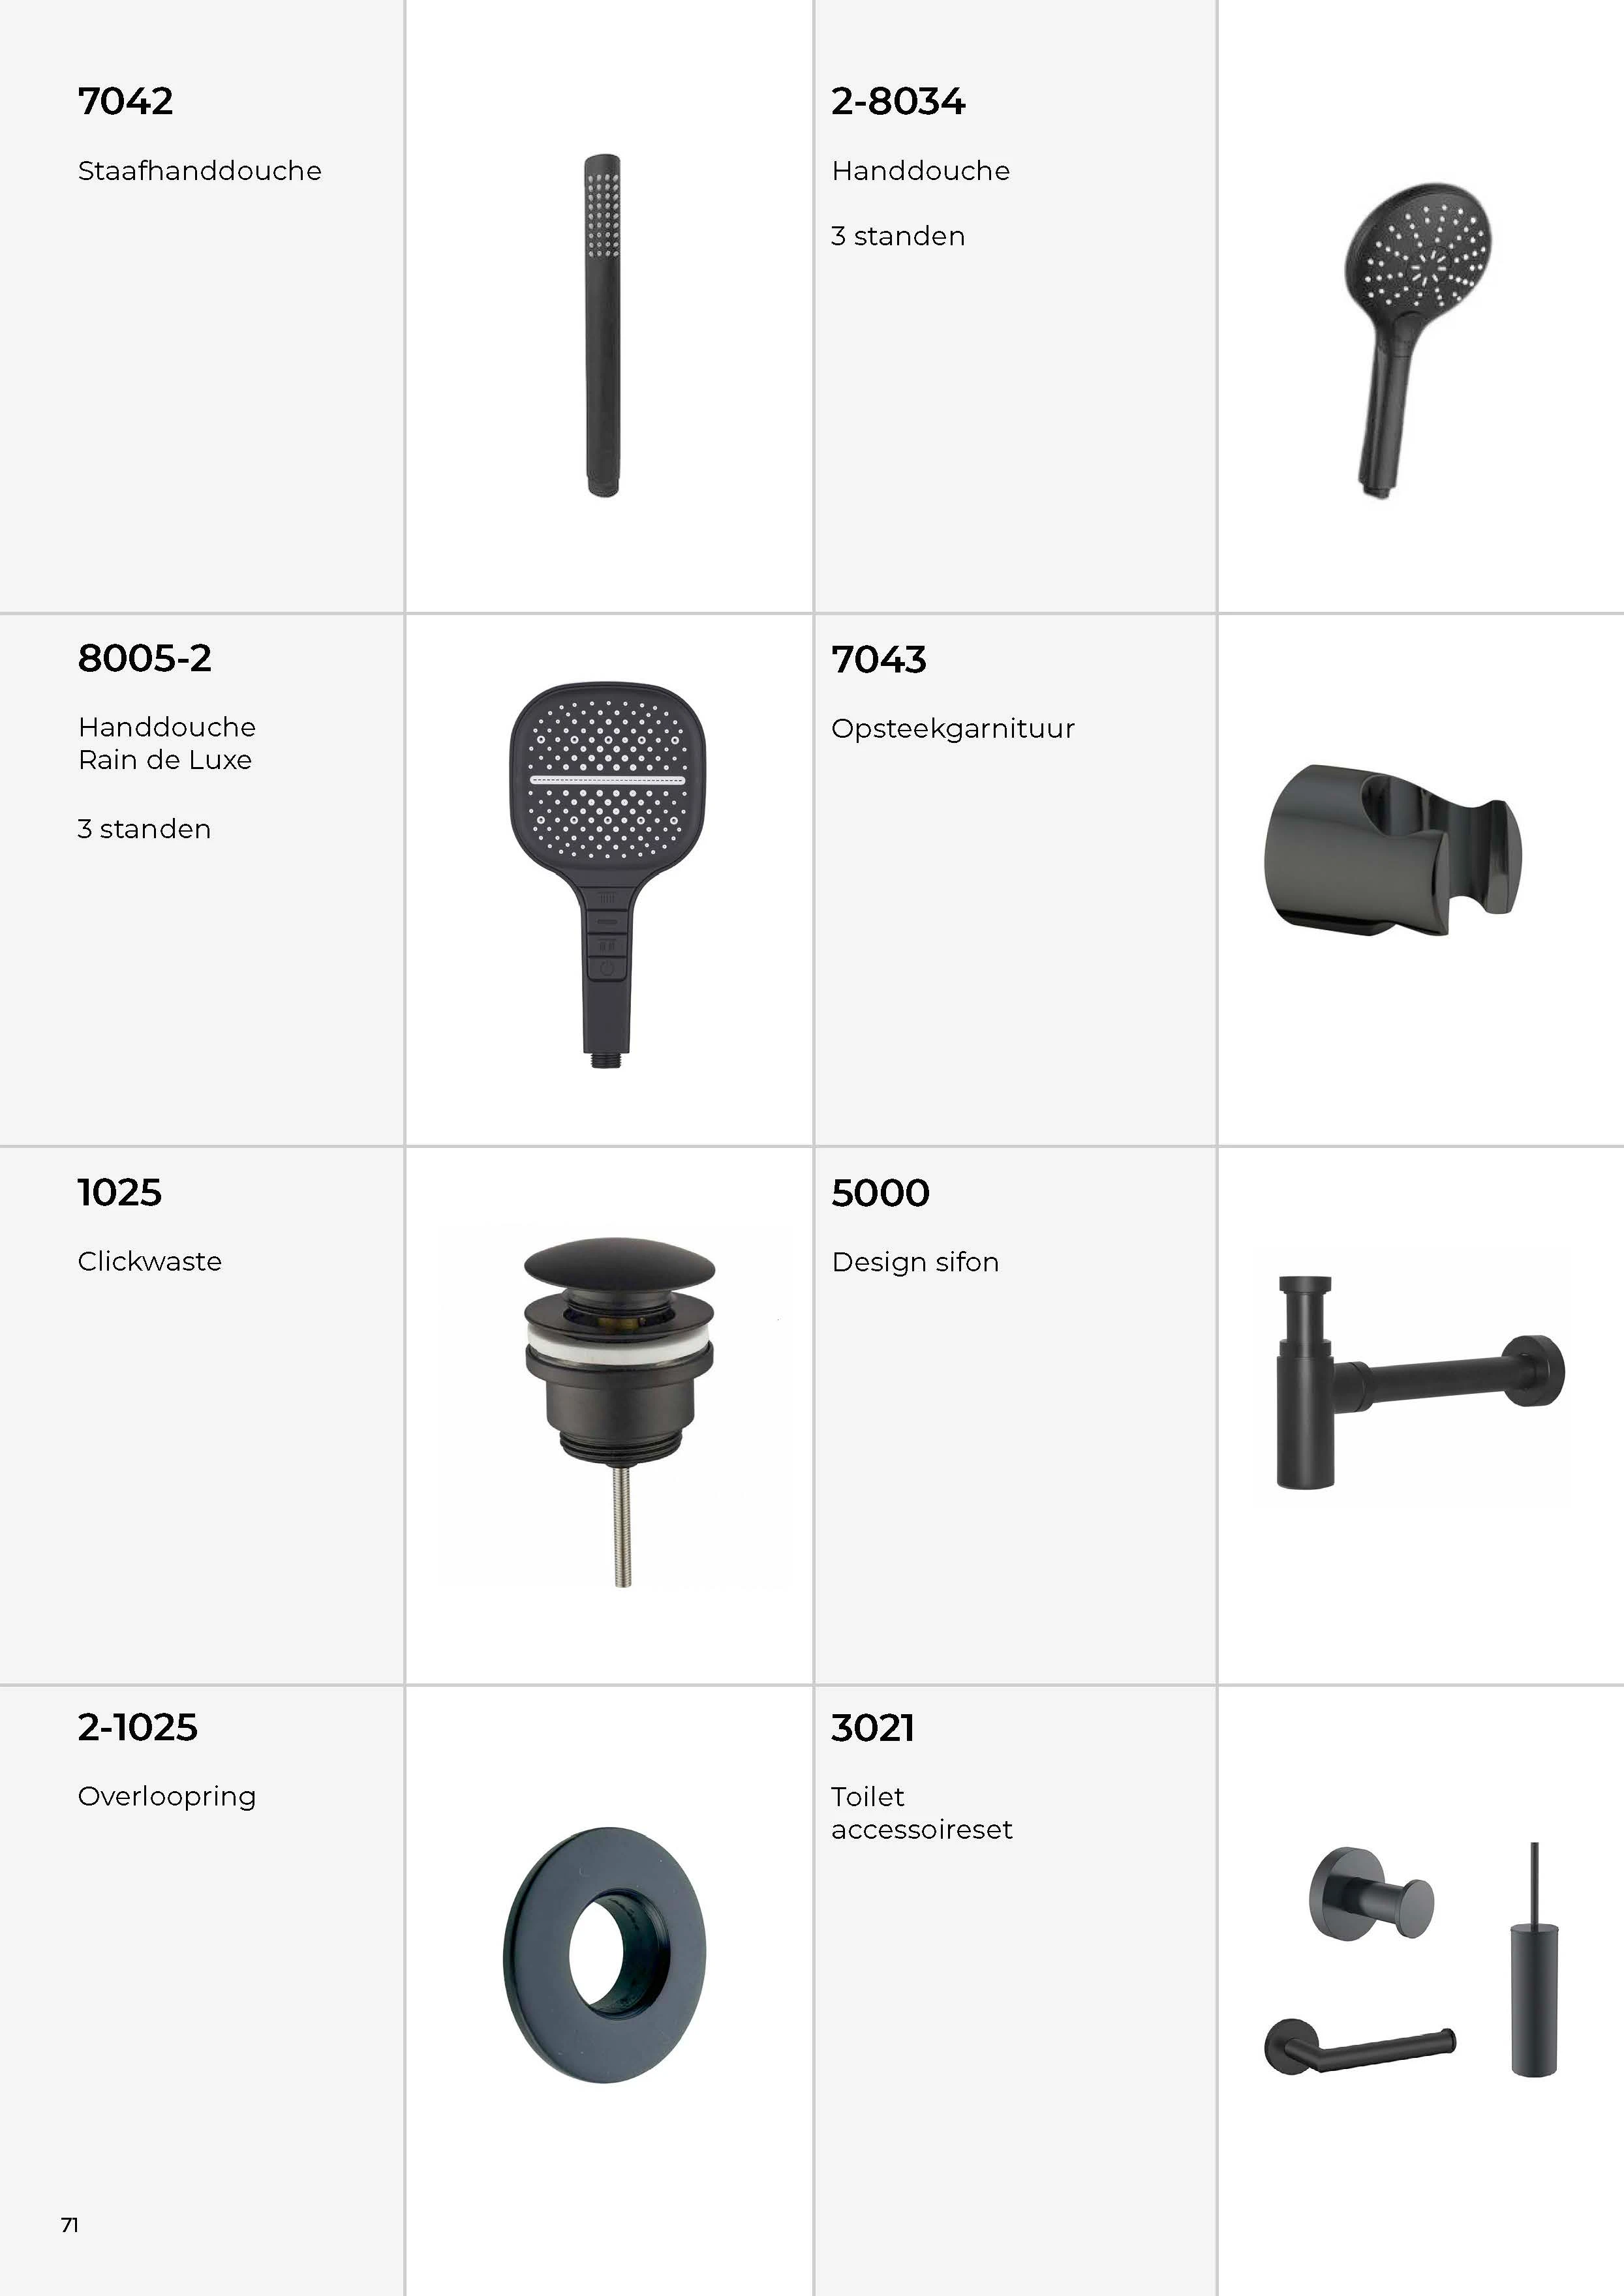 7042
Staafhanddouche
2-8034
Handdouche
3 standen
8005-2
Handdouche
Rain de Luxe
3 standen
7043
Opsteekgarnituur
1025
Clickwaste
5000
Design sifon
2-1025
Overloopring
3021
Toilet
accessoireset
71